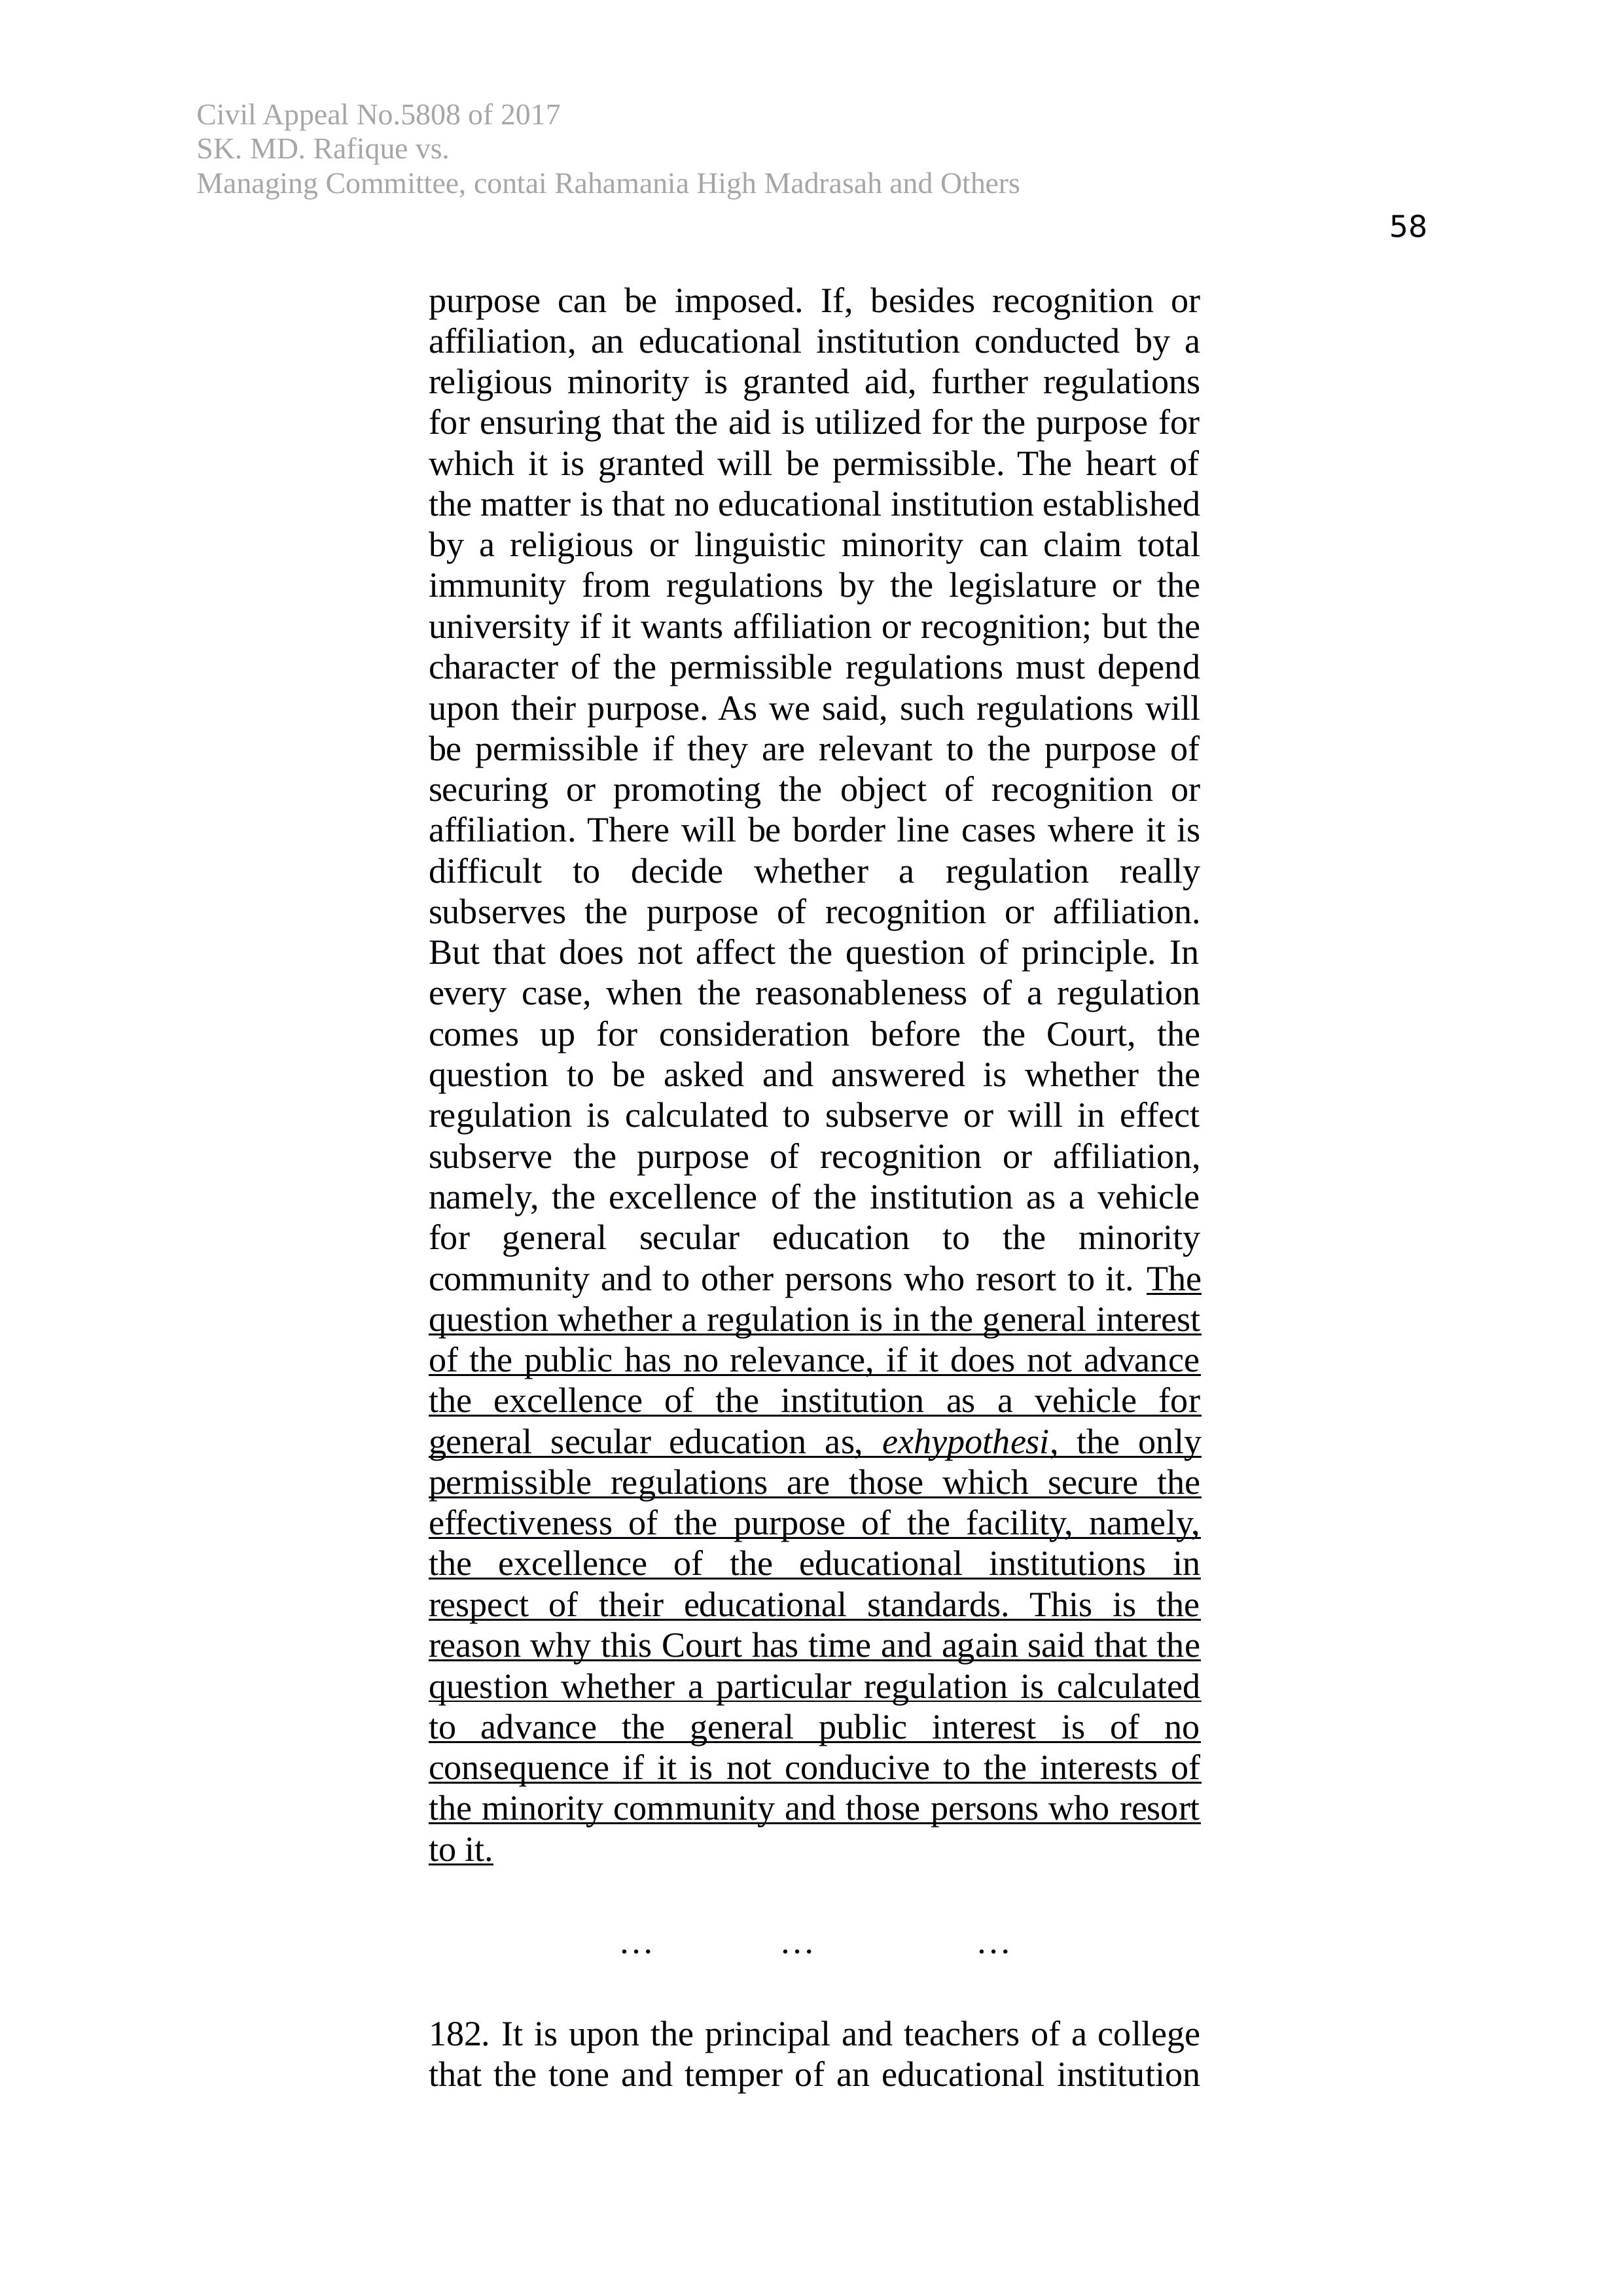 Civil Appeal No.5808 of 2017
SK. MD. Rafique vs.
Managing Committee, contai Rahamania High Madrasah and Others
58
purpose can be imposed. If, besides recognition or
affiliation, an educational institution conducted by a
religious minority is granted aid, further regulations
for ensuring that the aid is utilized for the purpose for
which it is granted will be permissible. The heart of
the matter is that no educational institution established
by a religious or linguistic minority can claim total
immunity from regulations by the legislature or the
university if it wants affiliation or recognition; but the
character of the permissible regulations must depend
upon their purpose. As we said, such regulations will
be permissible if they are relevant to the purpose of
securing or promoting the object of recognition or
affiliation. There will be border line cases where it is
difficult to decide whether a regulation really
subserves the purpose of recognition or affiliation.
But that does not affect the question of principle. In
every case, when the reasonableness of a regulation
comes up for consideration before the Court, the
question to be asked and answered is whether the
regulation is calculated to subserve or will in effect
subserve the purpose of recognition or affiliation,
namely, the excellence of the institution as a vehicle
for general secular education to the minority
community and to other persons who resort to it. The
question whether a regulation is in the general interest
of the public has no relevance, if it does not advance
the excellence of the institution as a vehicle for
general secular education as, exhypothesi, the only
permissible regulations are those which secure the
effectiveness of the purpose of the facility, namely,
the excellence of the educational institutions in
respect of their educational standards. This is the
reason why this Court has time and again said that the
question whether a particular regulation is calculated
to advance the general public interest is of no
consequence if it is not conducive to the interests of
the minority community and those persons who resort
to it.
… … …
182. It is upon the principal and teachers of a college
that the tone and temper of an educational institution